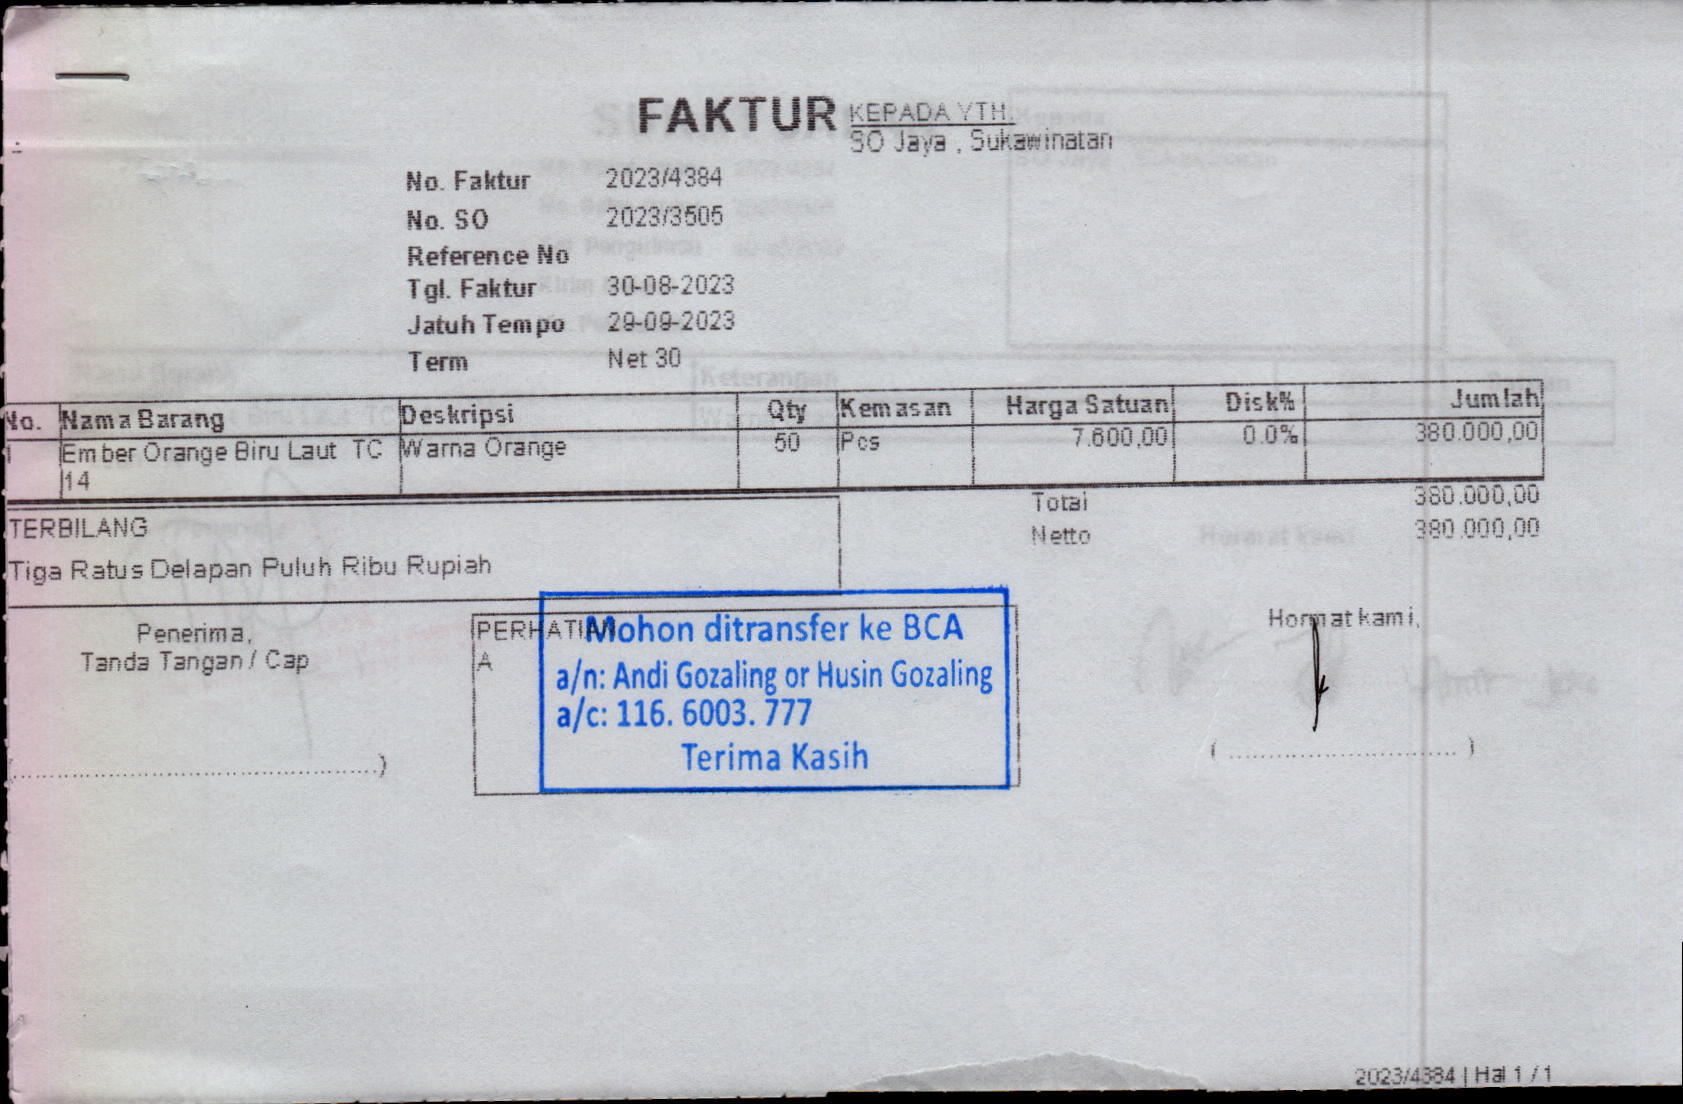 FAKTUR
KEPADA YTH.
SO Jaya , Sukawinatan
No. Faktur 2023/4384
No. SO 2023/3505
Reference No
Tgl. Faktur 30-08-2023
Jatuh Tempo 29-09-2023
Term Net 30
No. Nama Barang Deskripsi Qty Kemasan Harga Satuan Disk% Jumlah
1 Ember Orange Biru Laut TC Warna Orange 50 Pcs 7.600,00 0.0% 380.000,00
14
Total 380.000,00
TERBILANG
Netto 380.000,00
Tiga Ratus Delapan Puluh Ribu Rupiah
Penerima,
Tanda Tangan / Cap
PERHATIAN
A
Mohon ditransfer ke BCA
a/n: Andi Gozaling or Husin Gozaling
a/c: 116. 6003. 777
Terima Kasih
Hormat kami,
2023/4384 | Hal 1 / 1